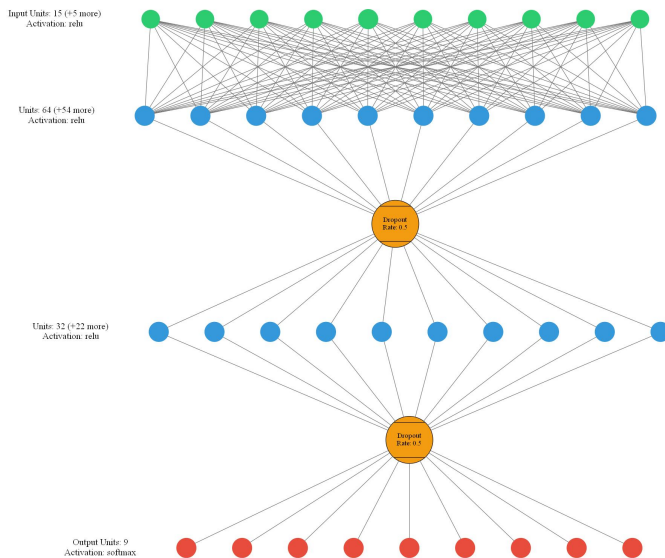 Input Units: 15 (+5 more)
Activation: relu
Units: 64 (+54 more)
Activation: relu
Dropout
Rate: 0.5
Units: 32 (+22 more)
Activation: relu
Dropout
Rate: 0.5
Output Units: 9
Activation: softmax